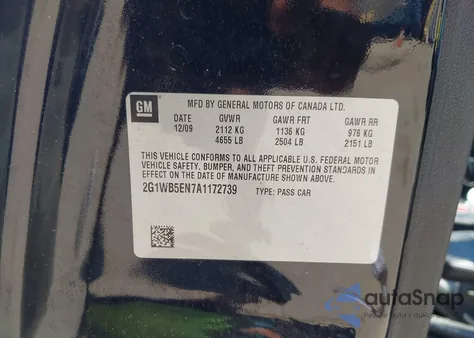 GM
MFD BY GENERAL MOTORS OF CANADA LTD.
DATE GVWR GAWR FRT GAWR RR
12/09 2112 KG 1136 KG 976 KG
4655 LB 2504 LB 2151 LB
THIS VEHICLE CONFORMS TO ALL APPLICABLE U.S. FEDERAL MOTOR
VEHICLE SAFETY, BUMPER, AND THEFT PREVENTION STANDARDS IN
EFFECT ON THE DATE OF MANUFACTURE SHOWN ABOVE.
2G1WB5EN7A1172739 TYPE: PASS CAR
autaSnap